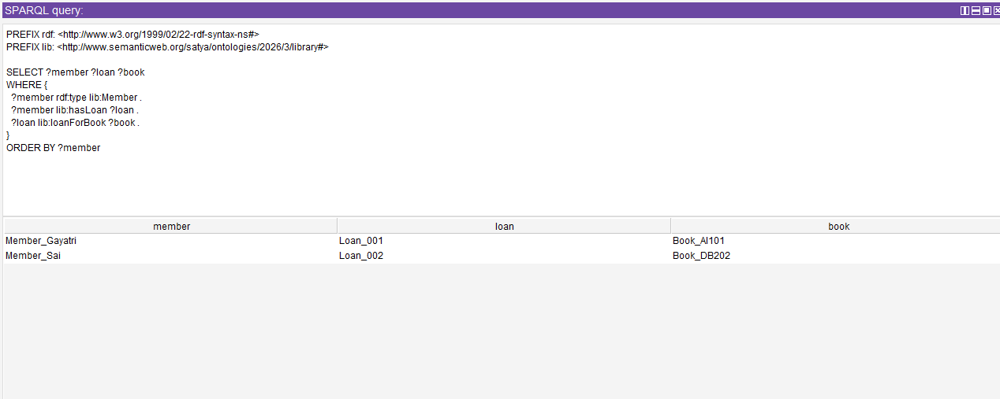 SPARQL query:
PREFIX rdf: <http://www.w3.org/1999/02/22-rdf-syntax-ns#>
PREFIX lib: <http://www.semanticweb.org/satya/ontologies/2026/3/library#>
SELECT ?member ?loan ?book
WHERE {
?member rdf:type lib:Member .
?member lib:hasLoan ?loan .
?loan lib:loanForBook ?book .
}
ORDER BY ?member
member loan book
Member_Gayatri Loan_001 Book_AI101
Member_Sai Loan_002 Book_DB202